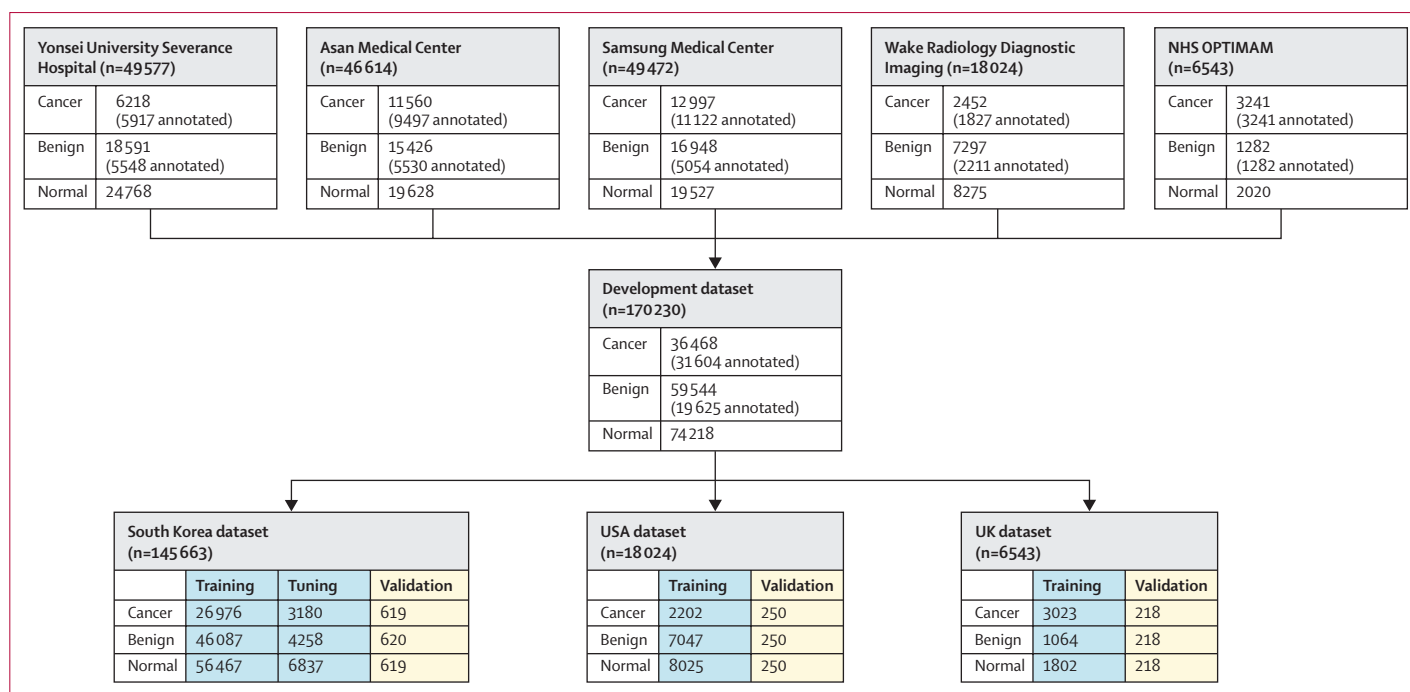 Yonsei University Severance
Hospital (n=49577)
Cancer 6218
(5917 annotated)
Benign 18591
(5548 annotated)
Normal 24768
Asan Medical Center
(n=46614)
Cancer 11560
(9497 annotated)
Benign 15426
(5530 annotated)
Normal 19628
Samsung Medical Center
(n=49472)
Cancer 12997
(11122 annotated)
Benign 16948
(5054 annotated)
Normal 19527
Wake Radiology Diagnostic
Imaging (n=18024)
Cancer 2452
(1827 annotated)
Benign 7297
(2211 annotated)
Normal 8275
NHS OPTIMAM
(n=6543)
Cancer 3241
(3241 annotated)
Benign 1282
(1282 annotated)
Normal 2020
Development dataset
(n=170230)
Cancer 36468
(31604 annotated)
Benign 59544
(19625 annotated)
Normal 74218
South Korea dataset
(n=145663)
Training Tuning Validation
Cancer 26976 3180 619
Benign 46087 4258 620
Normal 56467 6837 619
USA dataset
(n=18024)
Training Validation
Cancer 2202 250
Benign 7047 250
Normal 8025 250
UK dataset
(n=6543)
Training Validation
Cancer 3023 218
Benign 1064 218
Normal 1802 218